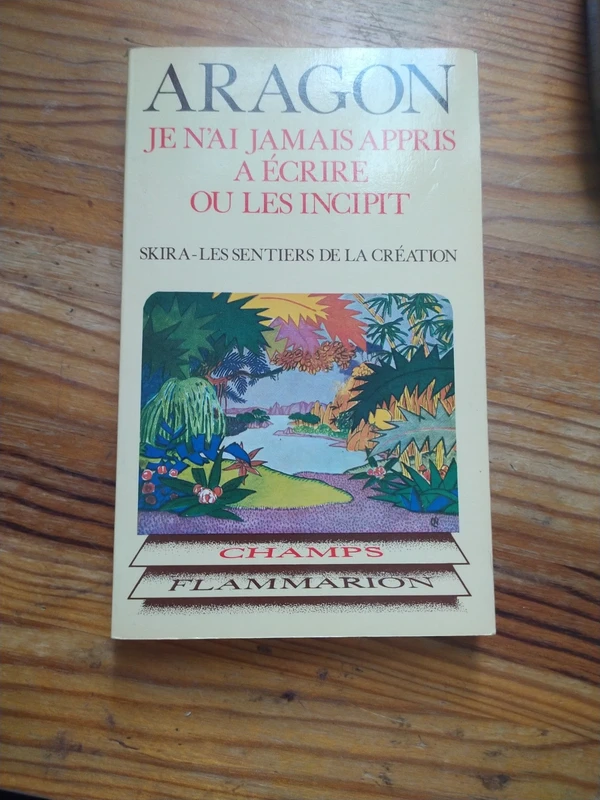 ARAGON
JE N'AI JAMAIS APPRIS
A ÉCRIRE
OU LES INCIPIT
SKIRA-LES SENTIERS DE LA CRÉATION
CHAMPS
FLAMMARION